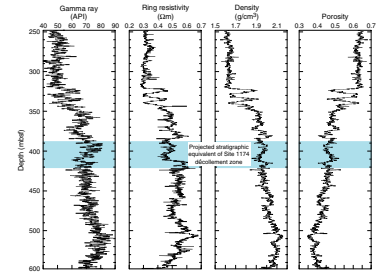 Gamma ray
(API)
Ring resistivity
(Ωm)
Density
(g/cm³)
Porosity
40 50 60 70 80 90
0.2 0.3 0.4 0.5 0.6 0.7
1.5 1.7 1.9 2.1
0.3 0.4 0.5 0.6 0.7
250
300
350
400
450
500
550
600
Depth (mbsf)
Projected stratigraphic
equivalent of Site 1174
décollement zone